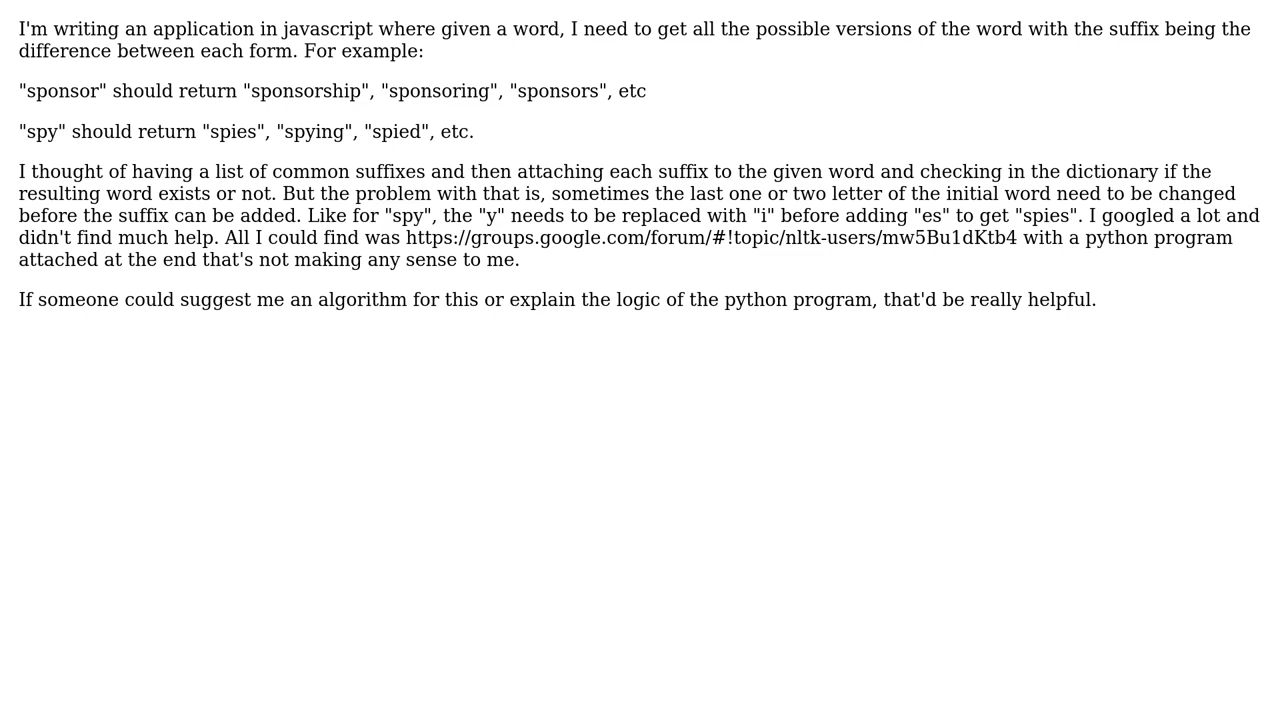 I'm writing an application in javascript where given a word, I need to get all the possible versions of the word with the suffix being the
difference between each form. For example:
"sponsor" should return "sponsorship", "sponsoring", "sponsors", etc
"spy" should return "spies", "spying", "spied", etc.
I thought of having a list of common suffixes and then attaching each suffix to the given word and checking in the dictionary if the
resulting word exists or not. But the problem with that is, sometimes the last one or two letter of the initial word need to be changed
before the suffix can be added. Like for "spy", the "y" needs to be replaced with "i" before adding "es" to get "spies". I googled a lot and
didn't find much help. All I could find was https://groups.google.com/forum/#!topic/nltk-users/mw5Bu1dKtb4 with a python program
attached at the end that's not making any sense to me.
If someone could suggest me an algorithm for this or explain the logic of the python program, that'd be really helpful.